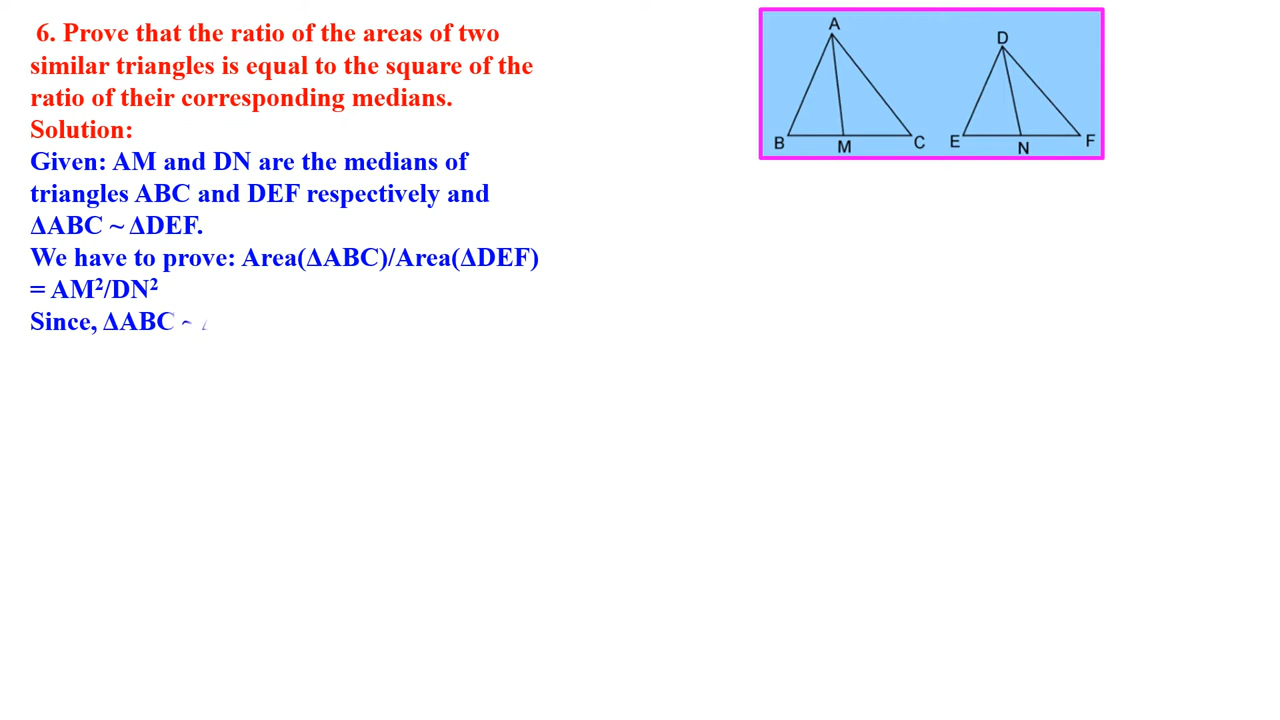 6. Prove that the ratio of the areas of two
similar triangles is equal to the square of the
ratio of their corresponding medians.
Solution:
Given: AM and DN are the medians of
triangles ABC and DEF respectively and
ΔABC ~ ΔDEF.
We have to prove: Area(ΔABC)/Area(ΔDEF)
= AM²/DN²
Since, ΔABC ~
A
B
M
C
D
E
N
F